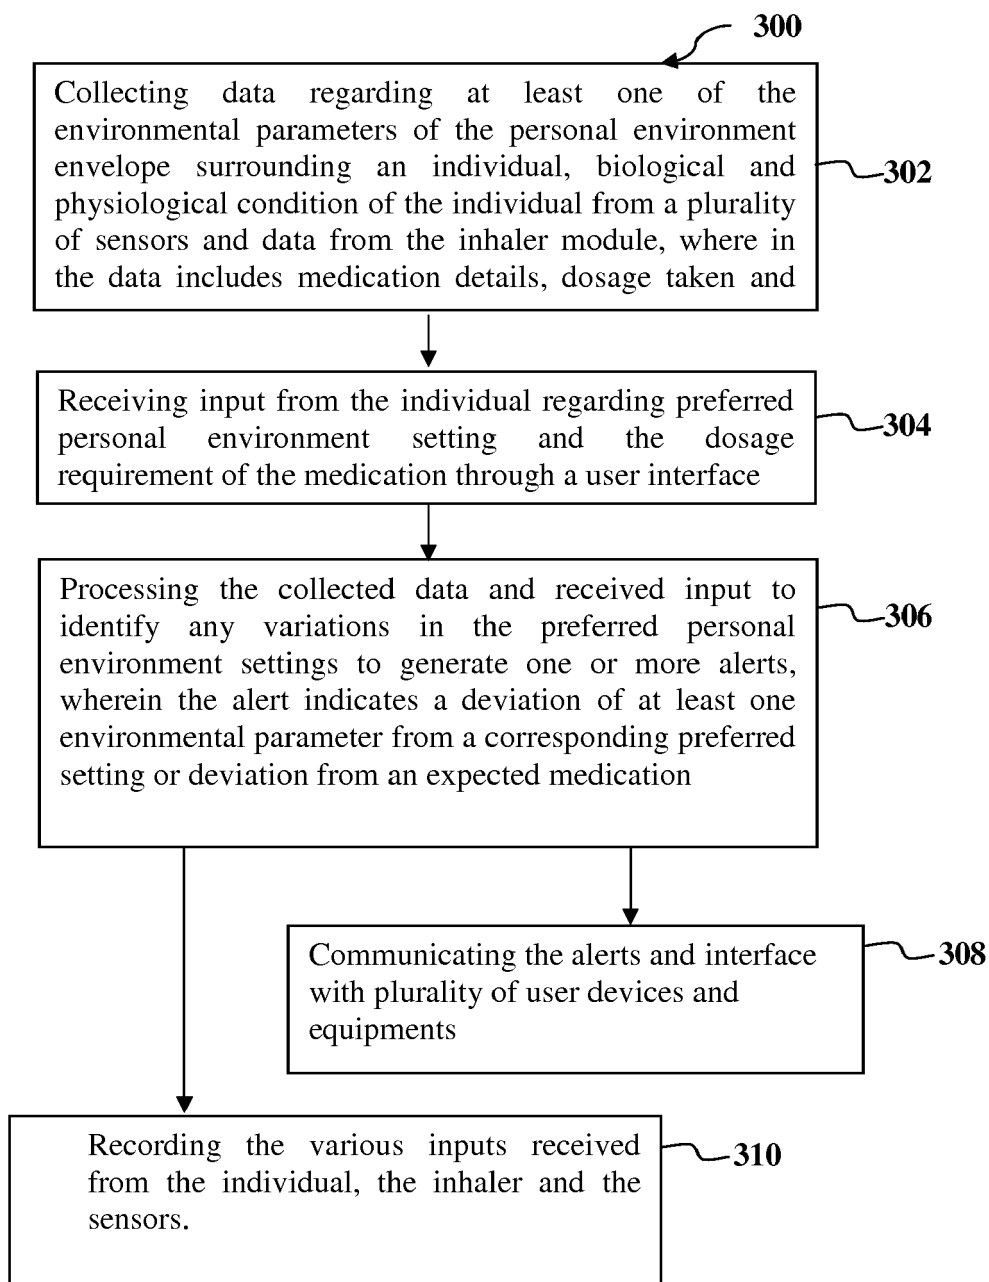 300
Collecting data regarding at least one of the
environmental parameters of the personal environment
envelope surrounding an individual, biological and
physiological condition of the individual from a plurality
of sensors and data from the inhaler module, where in
the data includes medication details, dosage taken and
302
Receiving input from the individual regarding preferred
personal environment setting and the dosage
requirement of the medication through a user interface
304
Processing the collected data and received input to
identify any variations in the preferred personal
environment settings to generate one or more alerts,
wherein the alert indicates a deviation of at least one
environmental parameter from a corresponding preferred
setting or deviation from an expected medication
306
Communicating the alerts and interface
with plurality of user devices and
equipments
308
Recording the various inputs received
from the individual, the inhaler and the
sensors.
310